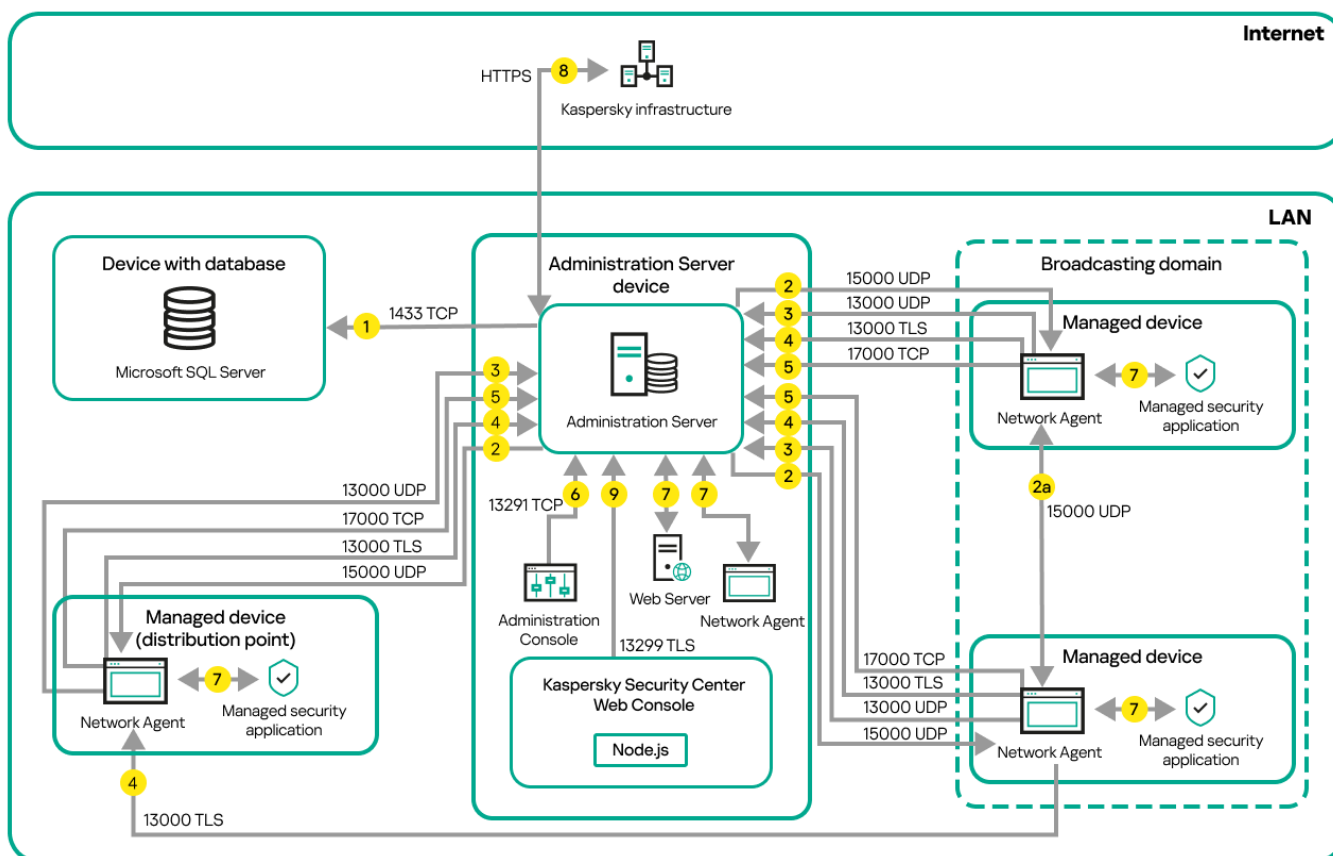 Internet
HTTPS
8
Kaspersky infrastructure
LAN
Device with database
Microsoft SQL Server
1
1433 TCP
Administration Server
device
Administration Server
3
5
4
2
13000 UDP
17000 TCP
13000 TLS
15000 UDP
2
3
4
5
15000 UDP
13000 UDP
13000 TLS
17000 TCP
5
4
3
2
Broadcasting domain
Managed device
Network Agent
7
Managed security
application
2a
15000 UDP
6
9
7
7
13291 TCP
Administration
Console
Web Server
Network Agent
13299 TLS
Kaspersky Security Center
Web Console
Node.js
Managed device
(distribution point)
Network Agent
7
Managed security
application
17000 TCP
13000 TLS
13000 UDP
15000 UDP
Managed device
Network Agent
7
Managed security
application
4
13000 TLS